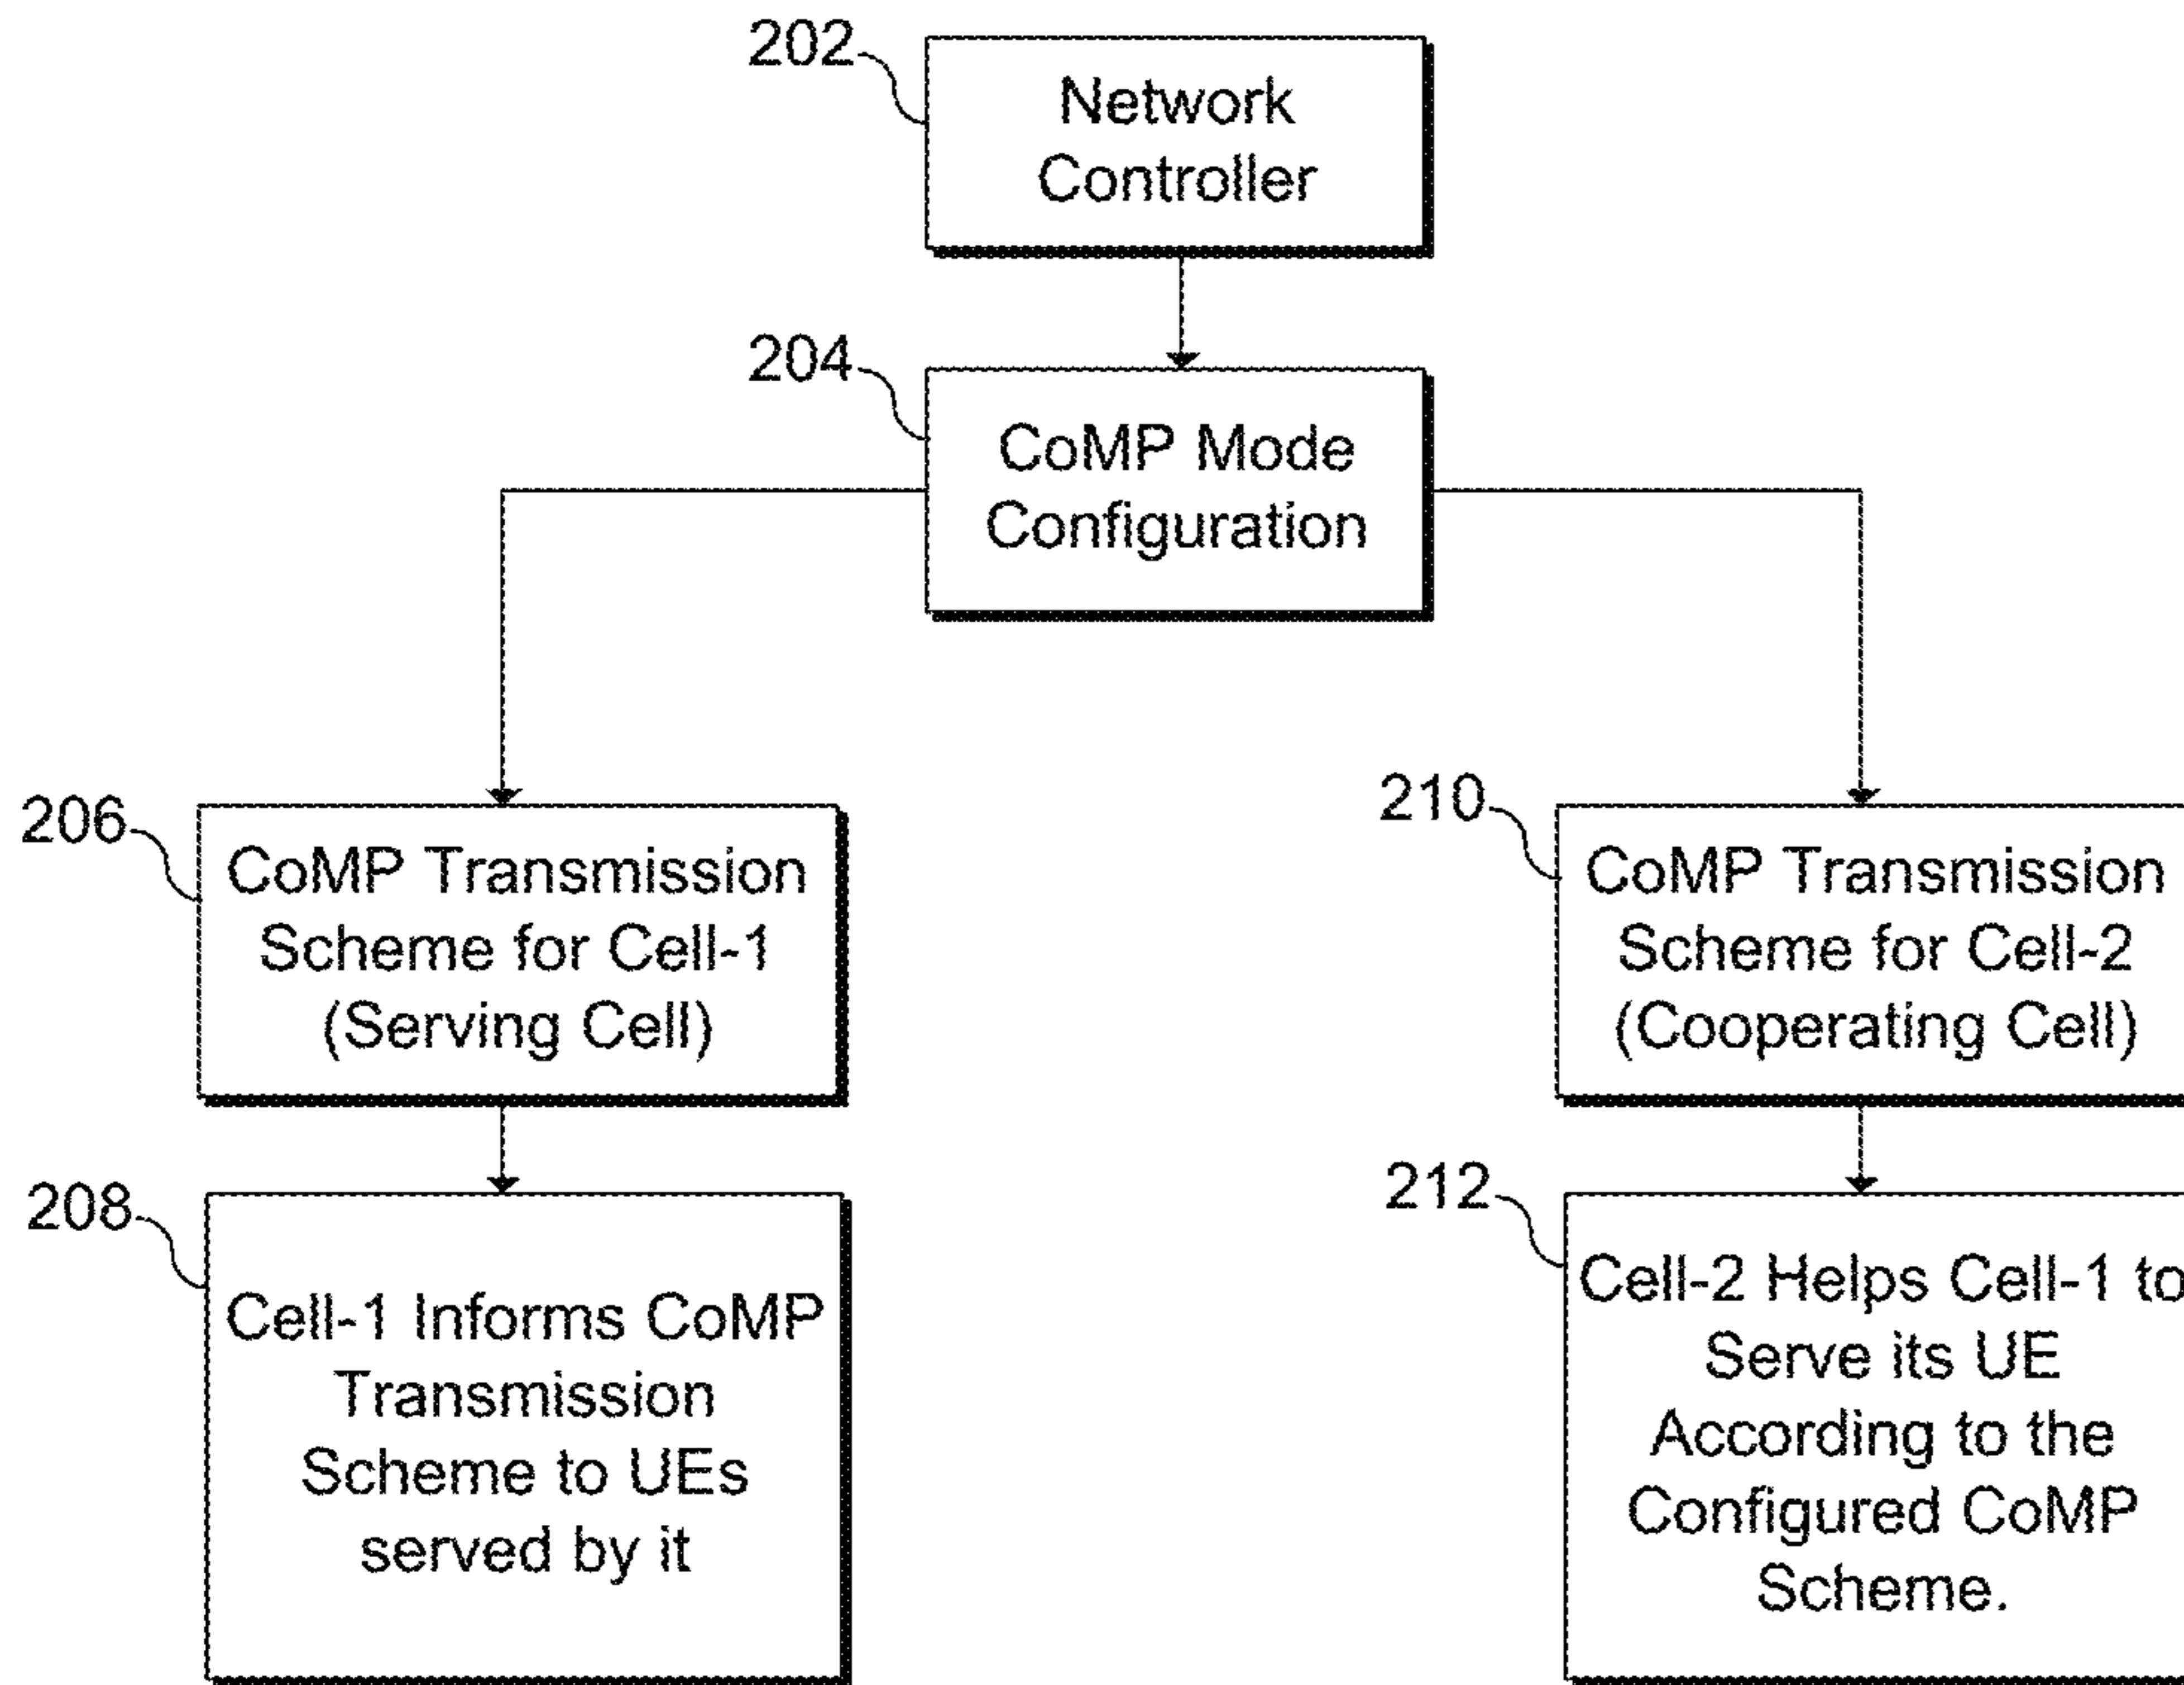 202
Network
Controller
204
CoMP Mode
Configuration
206
CoMP Transmission
Scheme for Cell-1
(Serving Cell)
210
CoMP Transmission
Scheme for Cell-2
(Cooperating Cell)
208
Cell-1 Informs CoMP
Transmission
Scheme to UEs
served by it
212
Cell-2 Helps Cell-1 to
Serve its UE
According to the
Configured CoMP
Scheme.